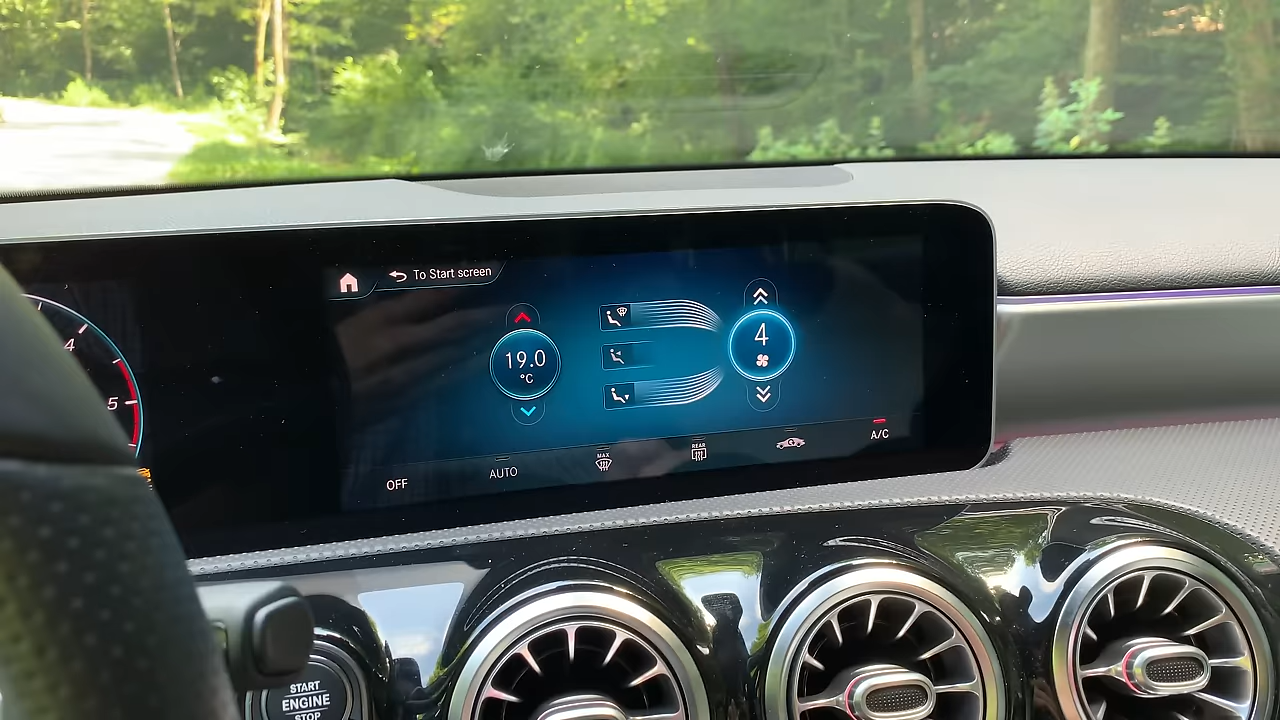 To Start screen
4
5
19.0
°C
4
OFF
AUTO
MAX
REAR
A/C
START
ENGINE
STOP